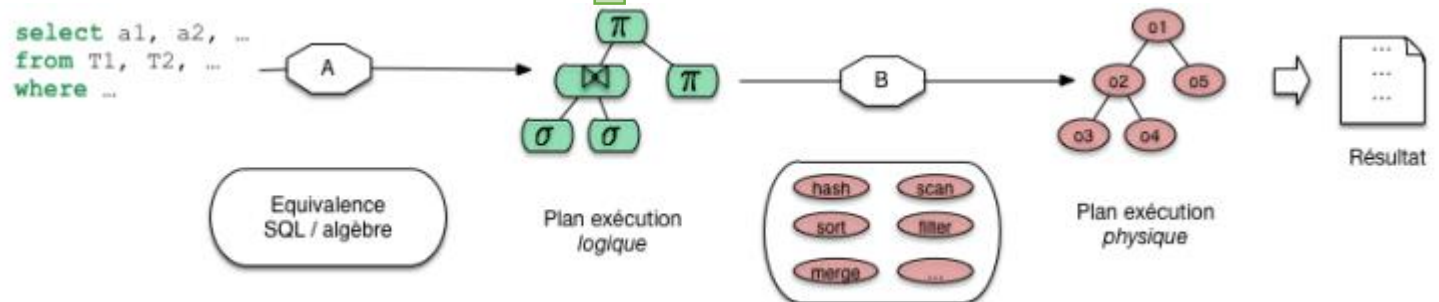 select a1, a2, …
from T1, T2, …
where …
A
Equivalence
SQL / algèbre
π
⋈
π
σ
σ
Plan exécution
logique
B
hash
scan
sort
filter
merge
...
o1
o2
o5
o3
o4
Plan exécution
physique
...
...
...
Résultat